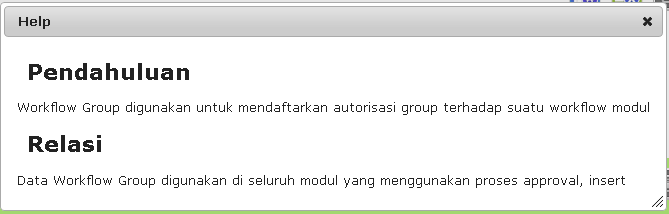 Help
Pendahuluan
Workflow Group digunakan untuk mendaftarkan autorisasi group terhadap suatu workflow modul
Relasi
Data Workflow Group digunakan di seluruh modul yang menggunakan proses approval, insert